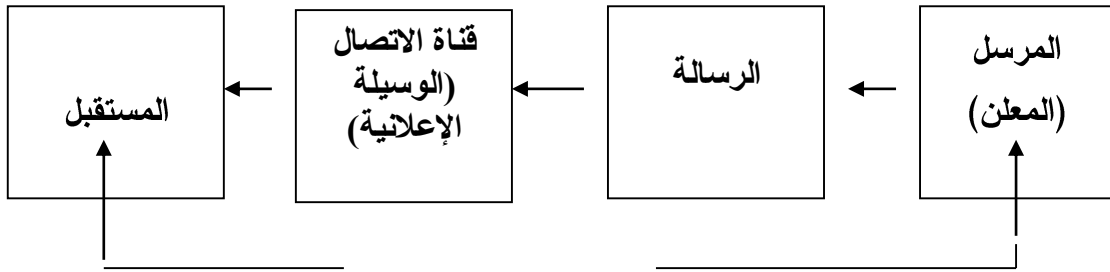 المرسل
(المعلن)
الرسالة
قناة الاتصال
(الوسيلة
الإعلانية)
المستقبل